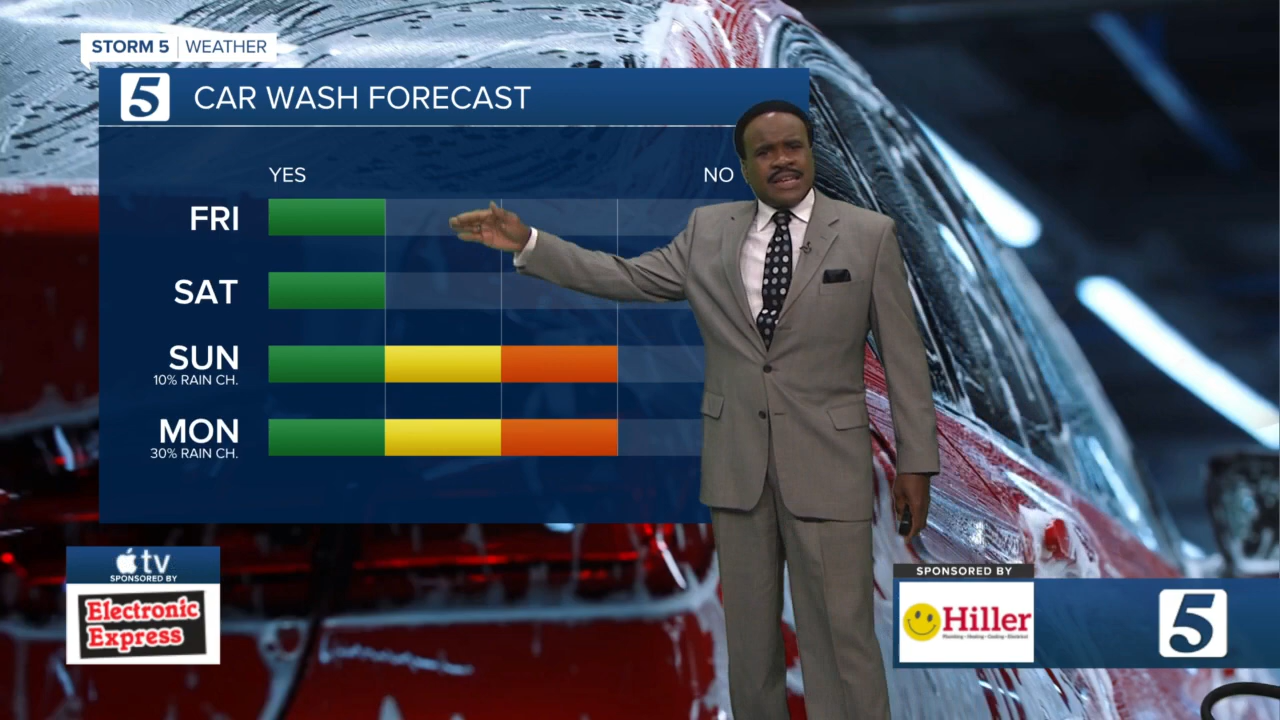 STORM 5 WEATHER
5 CAR WASH FORECAST
YES NO
FRI
SAT
SUN
10% RAIN CH.
MON
30% RAIN CH.
tv
SPONSORED BY
Electronic
Express
SPONSORED BY
Hiller
Plumbing • Heating • Cooling • Electrical
5